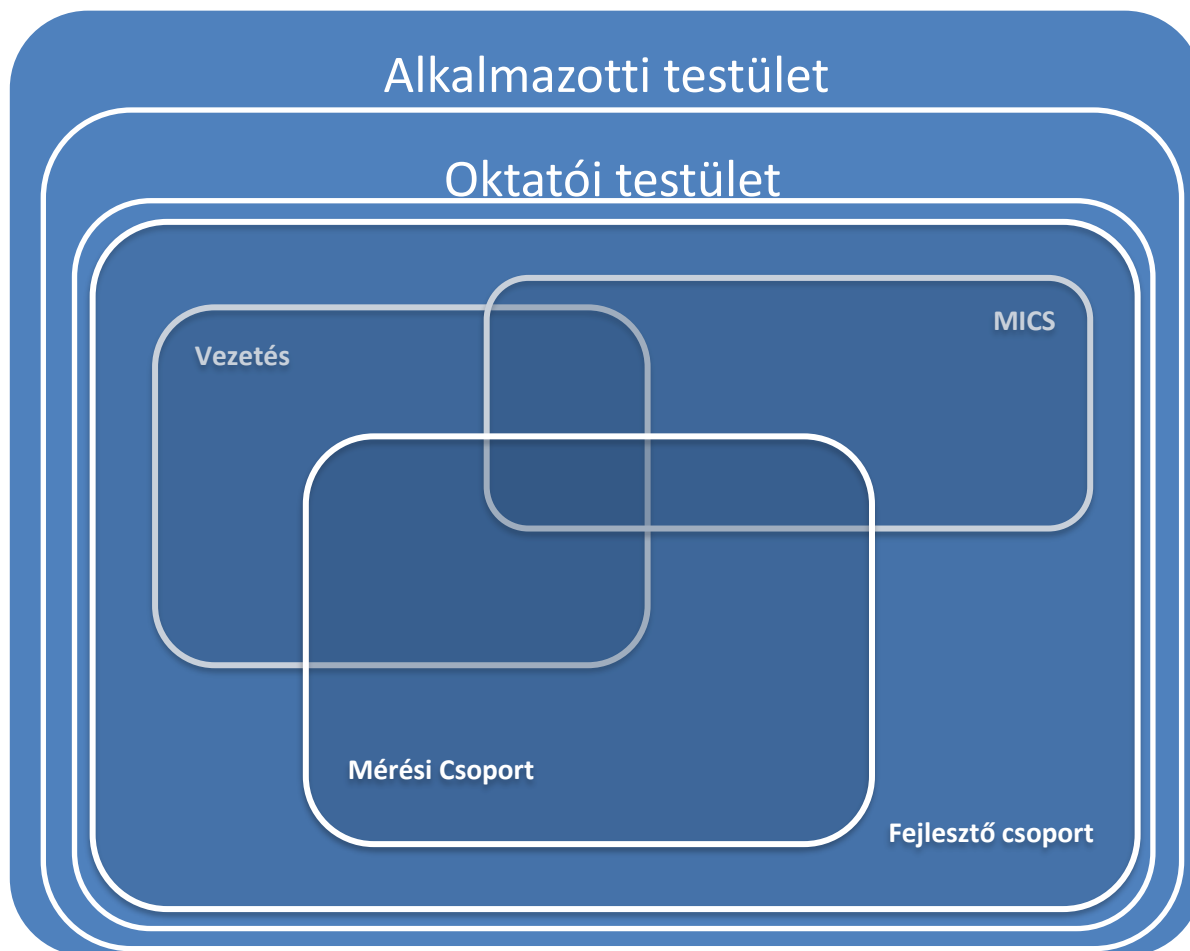 Alkalmazotti testület
Oktatói testület
MICS
Vezetés
Mérési Csoport
Fejlesztő csoport